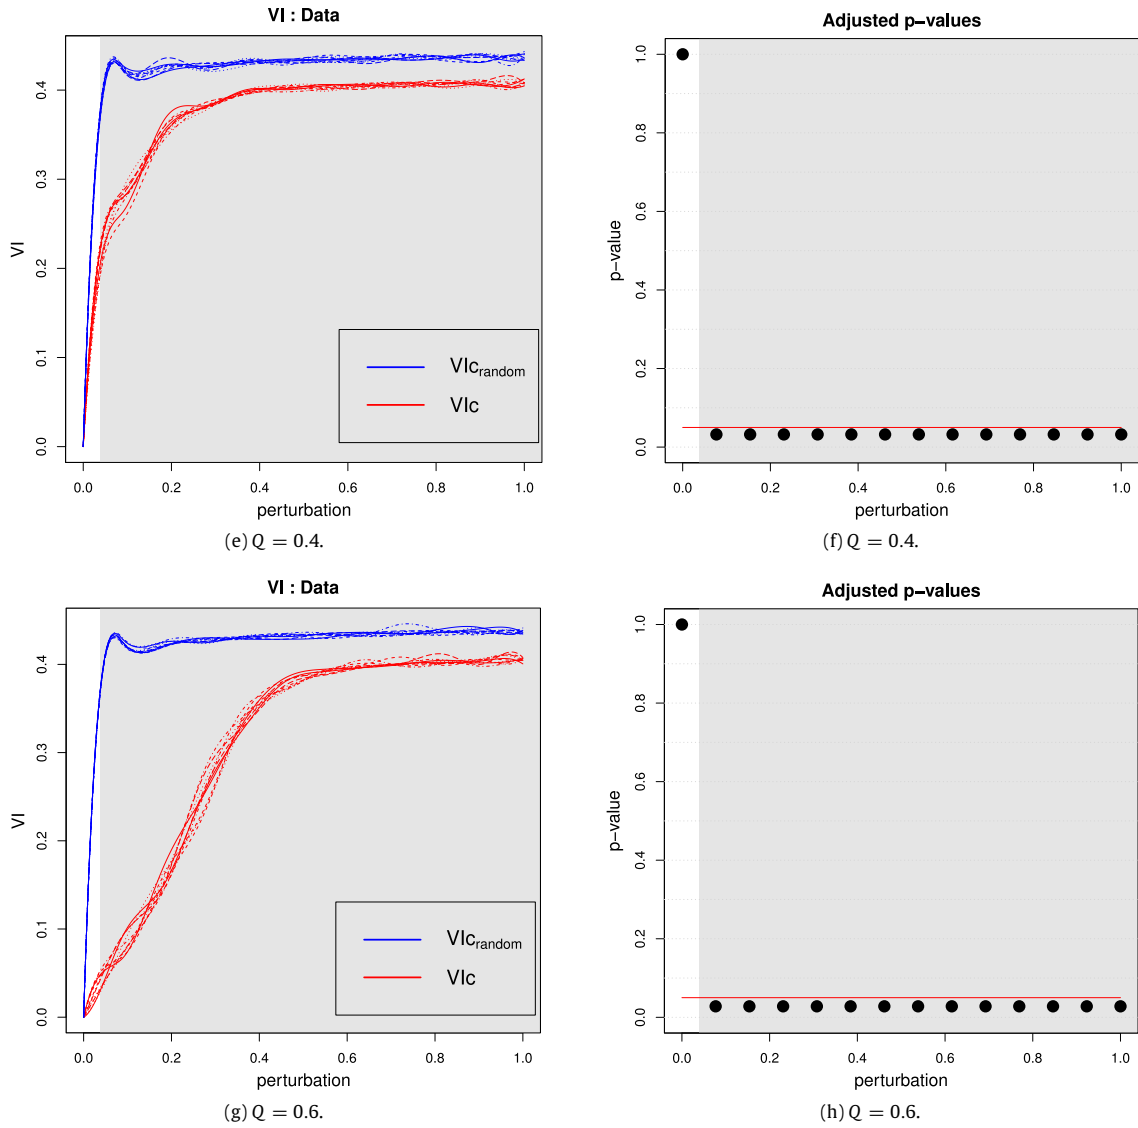 VI : Data
VI
0.0
0.1
0.2
0.3
0.4
VIc_random
VIc
0.0 0.2 0.4 0.6 0.8 1.0
perturbation
(e) Q = 0.4.
Adjusted p−values
p−value
0.0
0.2
0.4
0.6
0.8
1.0
0.0 0.2 0.4 0.6 0.8 1.0
perturbation
(f) Q = 0.4.
VI : Data
VI
0.0
0.1
0.2
0.3
0.4
VIc_random
VIc
0.0 0.2 0.4 0.6 0.8 1.0
perturbation
(g) Q = 0.6.
Adjusted p−values
p−value
0.0
0.2
0.4
0.6
0.8
1.0
0.0 0.2 0.4 0.6 0.8 1.0
perturbation
(h) Q = 0.6.